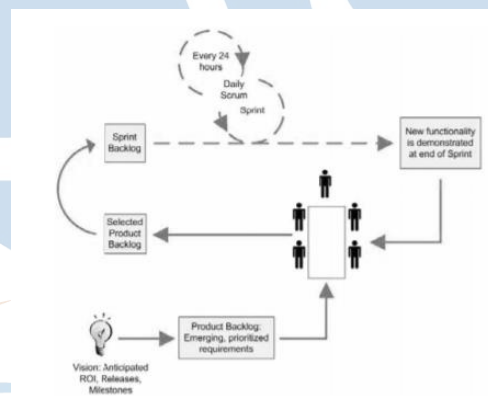 Every 24
hours
Daily
Scrum
Sprint
Sprint
Backlog
New functionality
is demonstrated
at end of Sprint
Selected
Product
Backlog
Product Backlog:
Emerging, prioritized
requirements
Vision: Anticipated
ROI, Releases,
Milestones